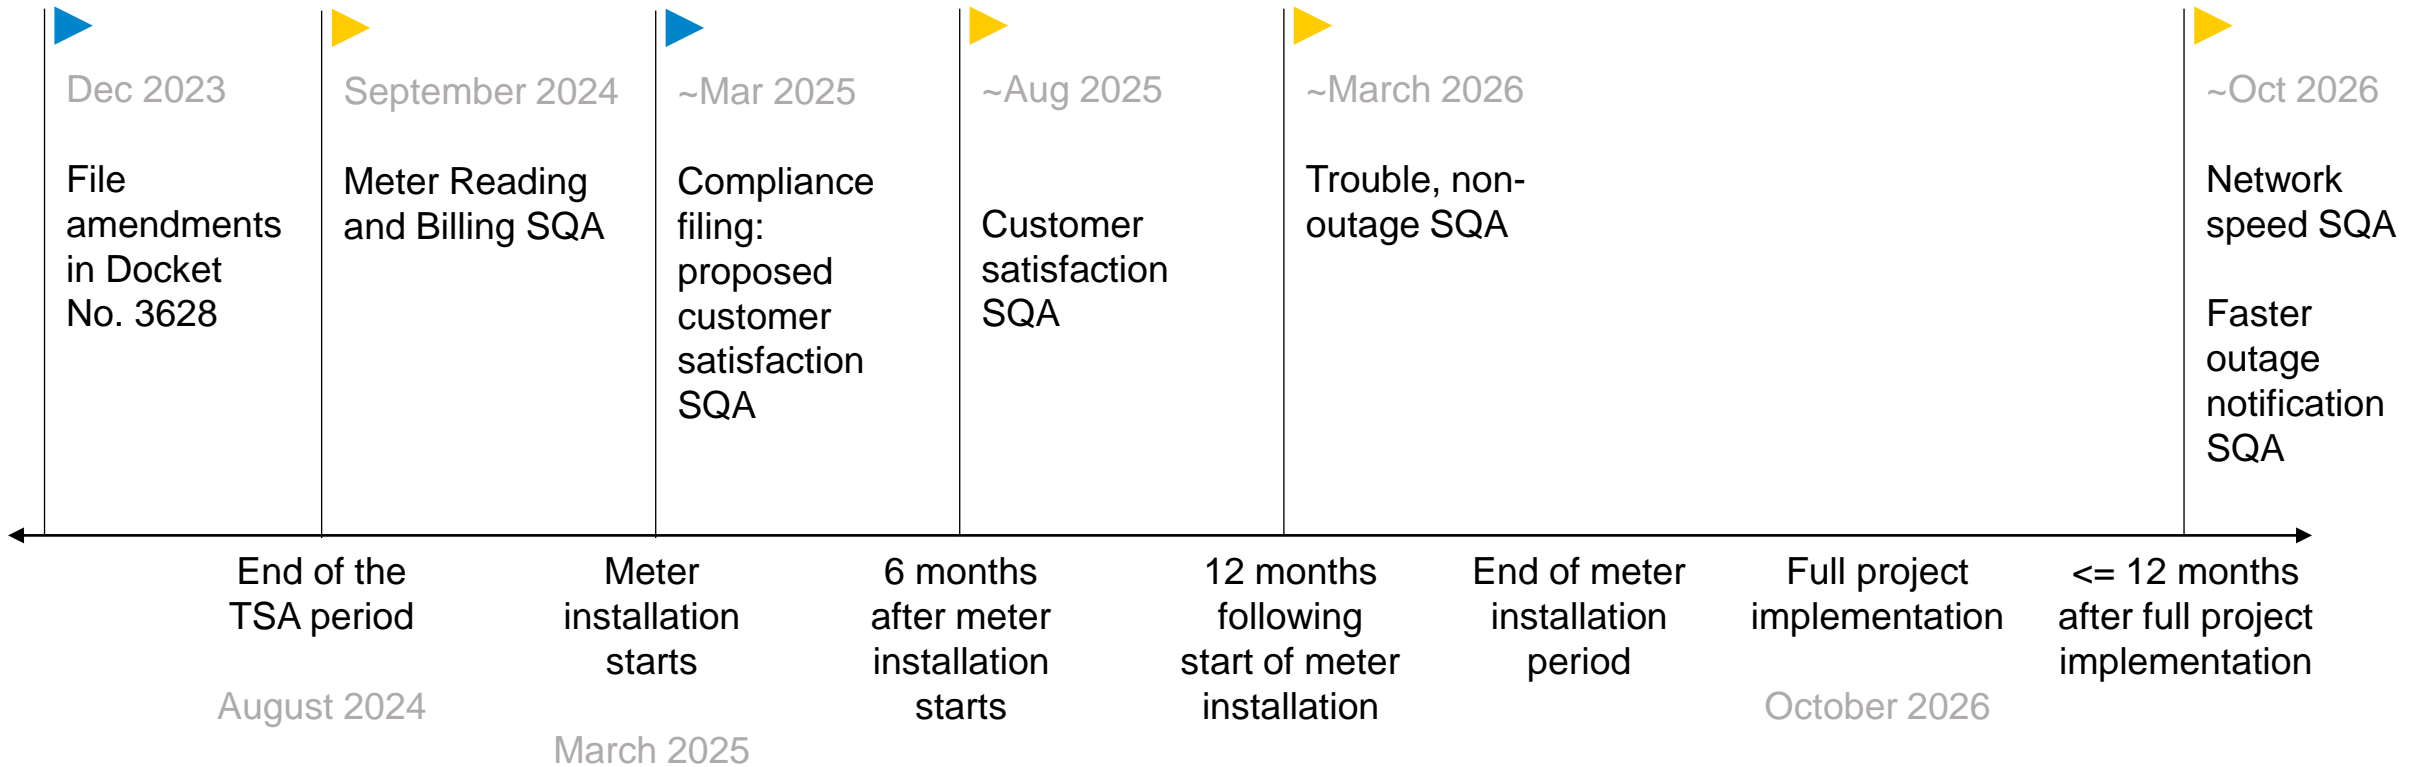 Dec 2023
File
amendments
in Docket
No. 3628
September 2024
Meter Reading
and Billing SQA
~Mar 2025
Compliance
filing:
proposed
customer
satisfaction
SQA
~Aug 2025
Customer
satisfaction
SQA
~March 2026
Trouble, non-
outage SQA
~Oct 2026
Network
speed SQA
Faster
outage
notification
SQA
End of the
TSA period
August 2024
Meter
installation
starts
March 2025
6 months
after meter
installation
starts
12 months
following
start of meter
installation
End of meter
installation
period
Full project
implementation
October 2026
<= 12 months
after full project
implementation